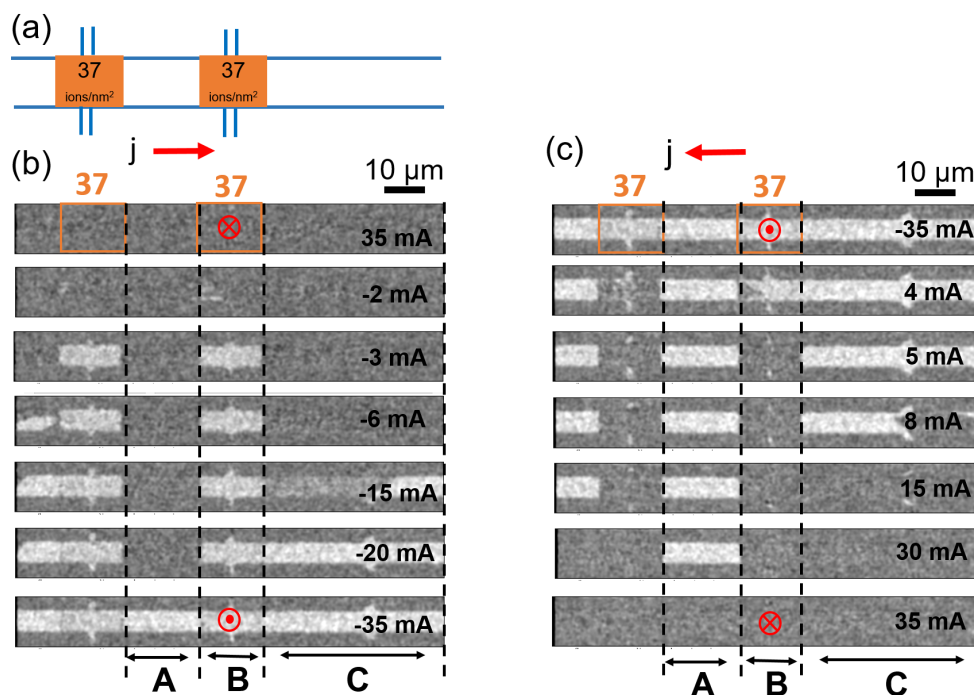 (a)
37
ions/nm²
37
ions/nm²
(b)
j
10 µm
37
37
35 mA
-2 mA
-3 mA
-6 mA
-15 mA
-20 mA
-35 mA
A
B
C
(c)
j
10 µm
37
37
-35 mA
4 mA
5 mA
8 mA
15 mA
30 mA
35 mA
A
B
C